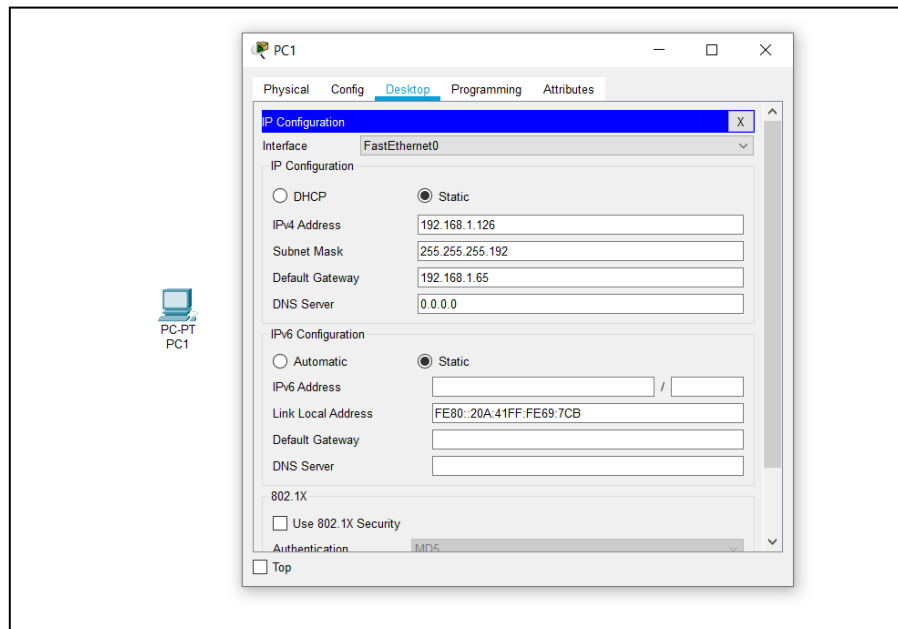 PC1
Physical Config Desktop Programming Attributes
IP Configuration X
Interface FastEthernet0
IP Configuration
DHCP Static
IPv4 Address 192.168.1.126
Subnet Mask 255.255.255.192
Default Gateway 192.168.1.65
DNS Server 0.0.0.0
IPv6 Configuration
Automatic Static
IPv6 Address /
Link Local Address FE80::20A:41FF:FE69:7CB
Default Gateway
DNS Server
802.1X
Use 802.1X Security
Authentication MD5
Top
PC-PT
PC1